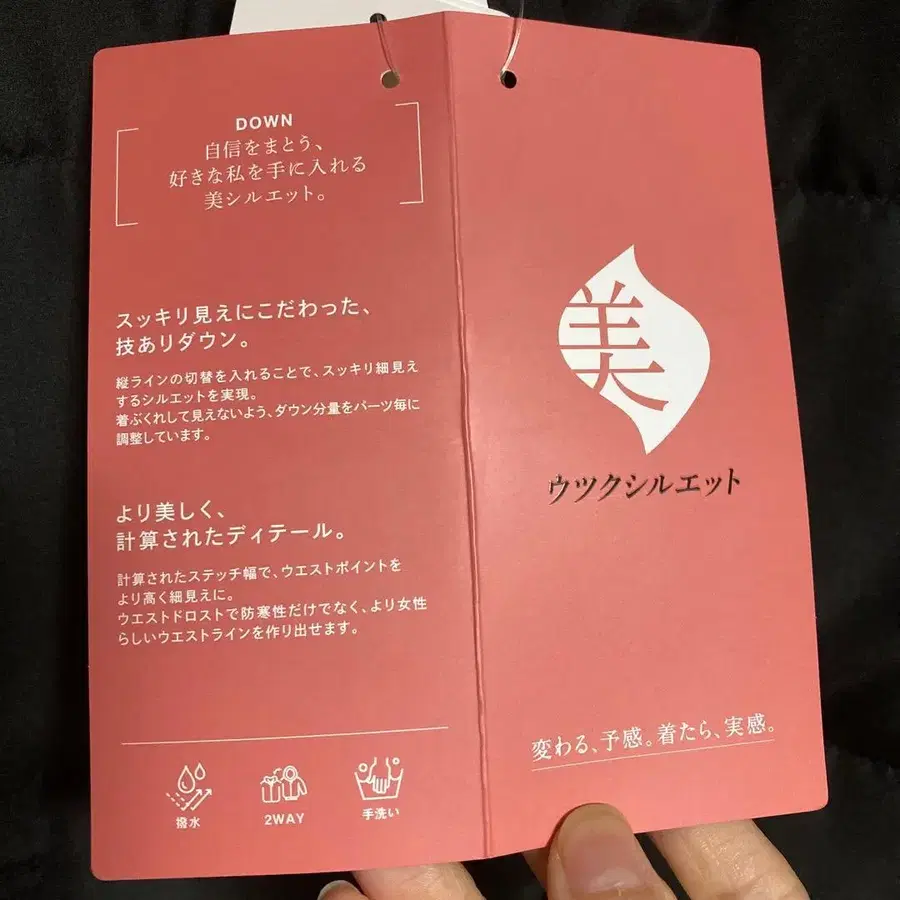 DOWN
自信をまとう、
好きな私を手に入れる
美シルエット。
スッキリ見えにこだわった、
技ありダウン。
縦ラインの切替を入れることで、スッキリ細見え
するシルエットを実現。
着ぶくれして見えないよう、ダウン分量をパーツ毎に
調整しています。
より美しく、
計算されたディテール。
計算されたステッチ幅で、ウエストポイントを
より高く細見えに。
ウエストドロストで防寒性だけでなく、より女性
らしいウエストラインを作り出せます。
撥水
2WAY
手洗い
美
ウツクシルエット
変わる、予感。着たら、実感。